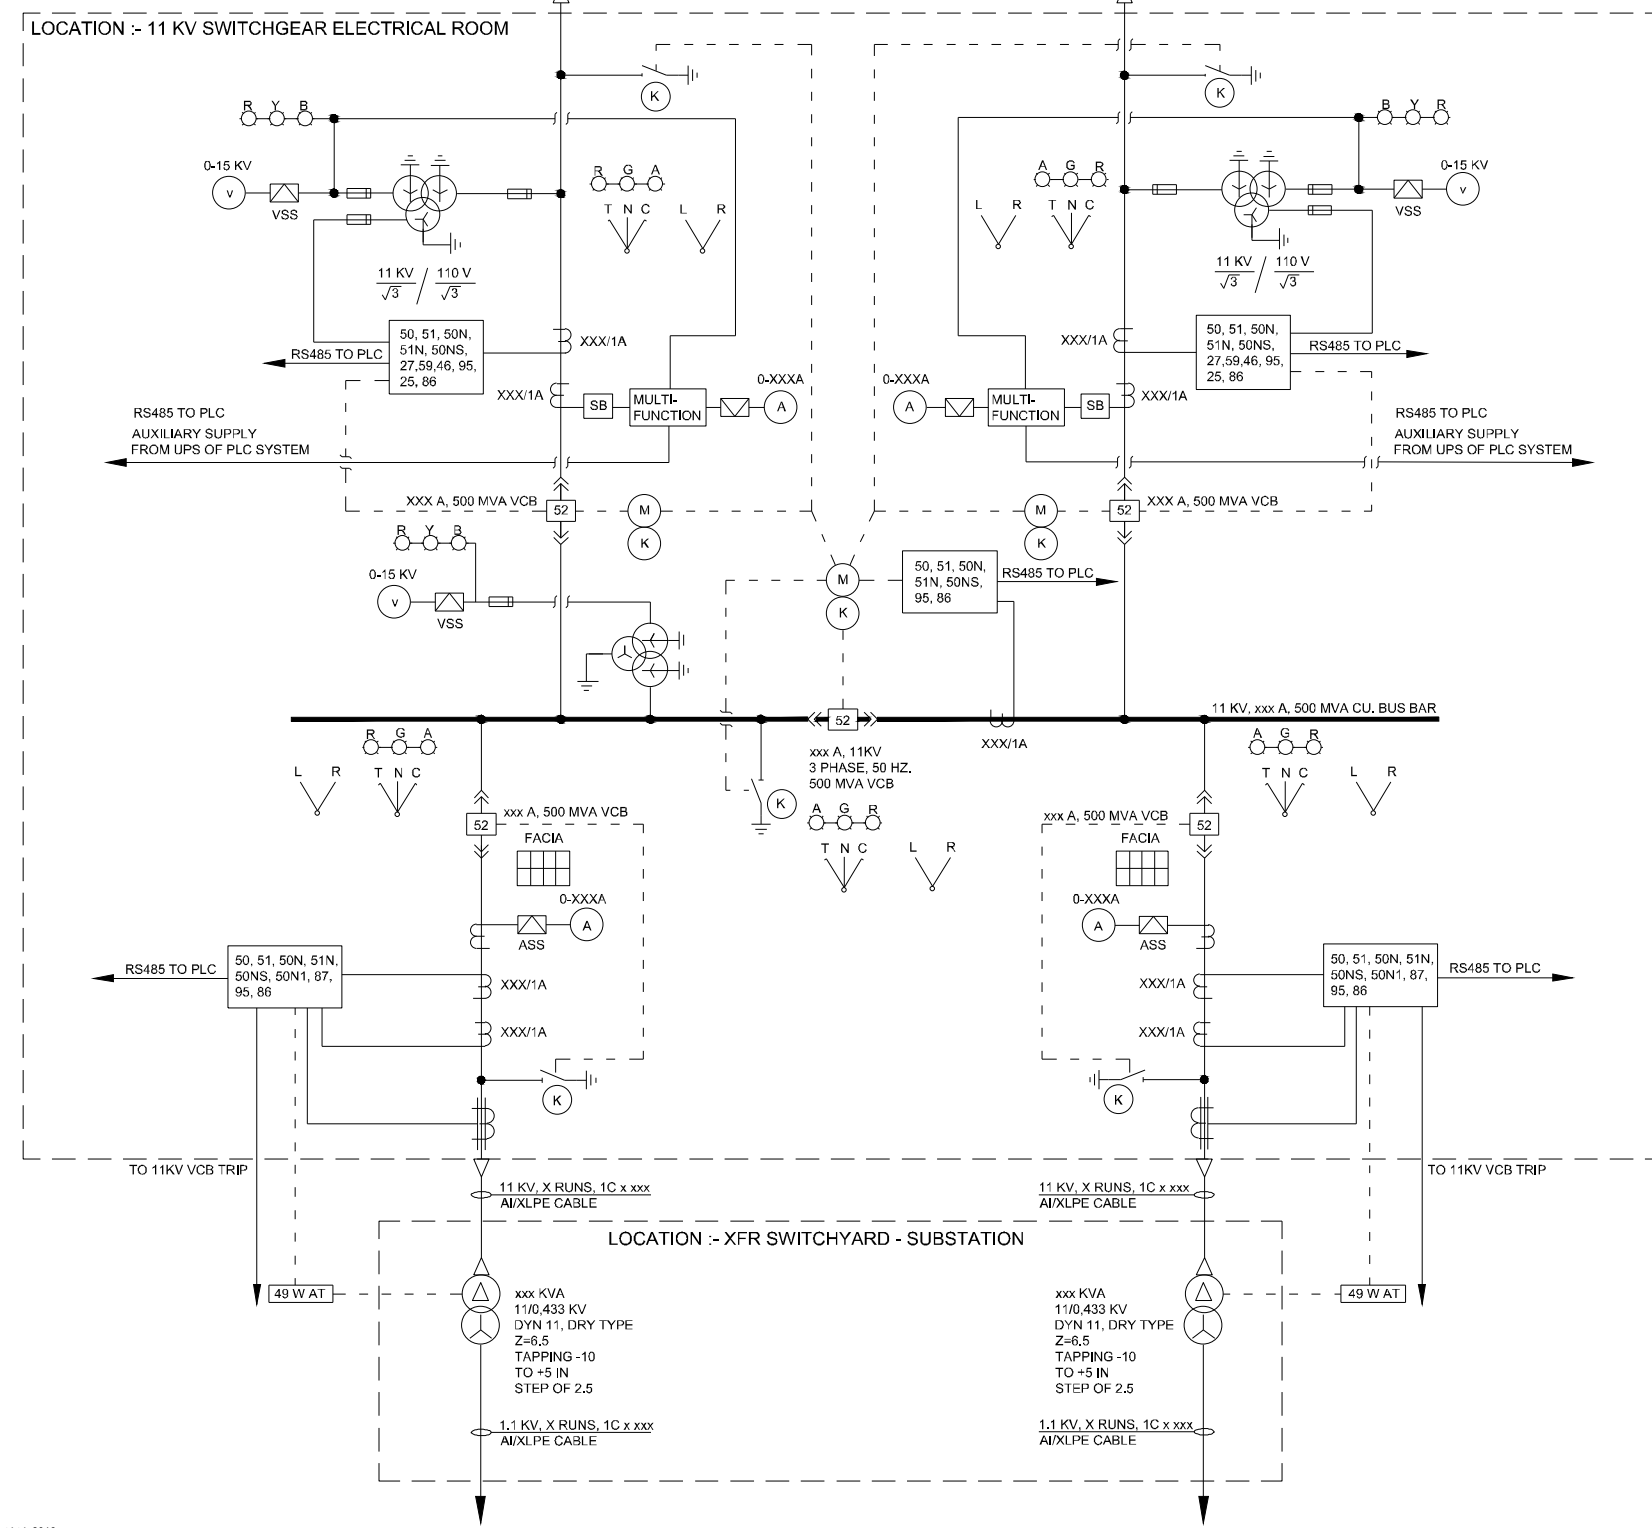 LOCATION :- 11 KV SWITCHGEAR ELECTRICAL ROOM
K
K
R Y B
B Y R
0-15 KV
V
VSS
R G A
T N C
L R
A G R
L R
T N C
0-15 KV
V
VSS
11 KV / 110 V
√3 √3
11 KV / 110 V
√3 √3
50, 51, 50N,
51N, 50NS,
27,59,46, 95,
25, 86
RS485 TO PLC
XXX/1A
XXX/1A
SB
MULTI-
FUNCTION
0-XXXA
A
XXX/1A
50, 51, 50N,
51N, 50NS,
27,59,46, 95,
25, 86
RS485 TO PLC
0-XXXA
A
MULTI-
FUNCTION
SB
XXX/1A
RS485 TO PLC
AUXILIARY SUPPLY
FROM UPS OF PLC SYSTEM
RS485 TO PLC
AUXILIARY SUPPLY
FROM UPS OF PLC SYSTEM
XXX A, 500 MVA VCB
52
M
K
M
K
52
XXX A, 500 MVA VCB
R Y B
0-15 KV
V
VSS
M
K
50, 51, 50N,
51N, 50NS,
95, 86
RS485 TO PLC
52
11 KV, xxx A, 500 MVA CU. BUS BAR
XXX/1A
xxx A, 11KV
3 PHASE, 50 HZ.
500 MVA VCB
K
A G R
T N C
L R
R G A
L R
T N C
A G R
T N C
L R
52
xxx A, 500 MVA VCB
FACIA
0-XXXA
A
ASS
xxx A, 500 MVA VCB
52
FACIA
0-XXXA
A
ASS
RS485 TO PLC
50, 51, 50N, 51N,
50NS, 50N1, 87,
95, 86
XXX/1A
XXX/1A
K
XXX/1A
XXX/1A
K
50, 51, 50N, 51N,
50NS, 50N1, 87,
95, 86
RS485 TO PLC
TO 11KV VCB TRIP
TO 11KV VCB TRIP
11 KV, X RUNS, 1C x xxx
Al/XLPE CABLE
11 KV, X RUNS, 1C x xxx
Al/XLPE CABLE
LOCATION :- XFR SWITCHYARD - SUBSTATION
49 W AT
xxx KVA
11/0,433 KV
DYN 11, DRY TYPE
Z=6.5
TAPPING -10
TO +5 IN
STEP OF 2.5
xxx KVA
11/0,433 KV
DYN 11, DRY TYPE
Z=6.5
TAPPING -10
TO +5 IN
STEP OF 2.5
49 W AT
1.1 KV, X RUNS, 1C x xxx
Al/XLPE CABLE
1.1 KV, X RUNS, 1C x xxx
Al/XLPE CABLE